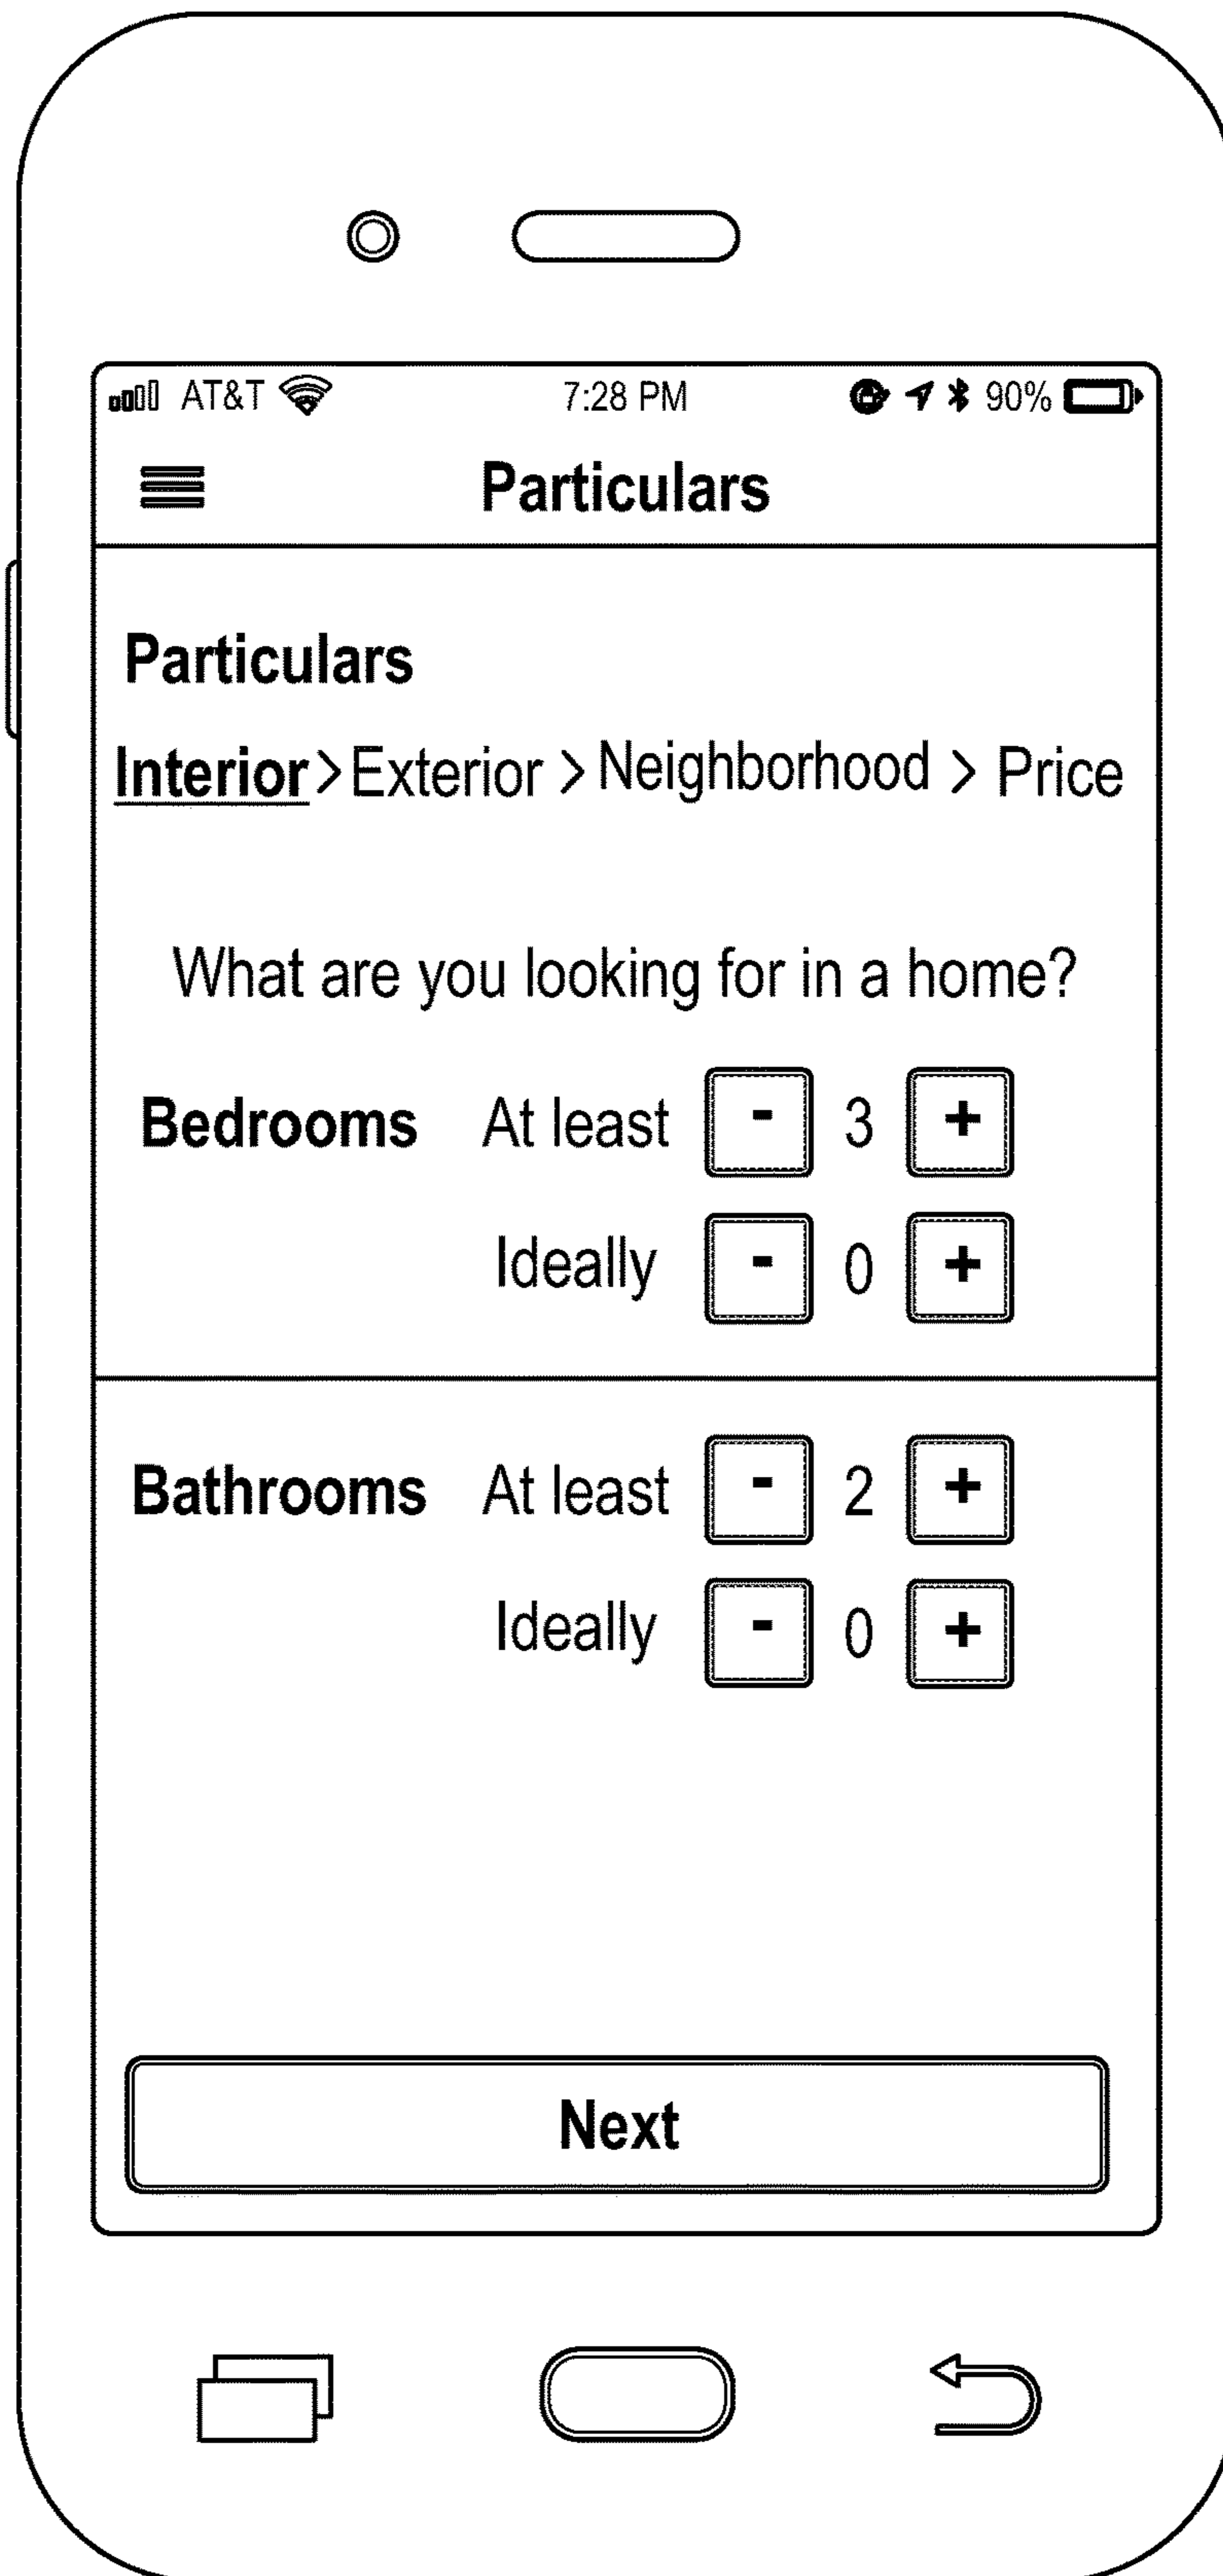 AT&T 7:28 PM 90%
Particulars
Particulars
Interior > Exterior > Neighborhood > Price
What are you looking for in a home?
Bedrooms At least - 3 +
Ideally - 0 +
Bathrooms At least - 2 +
Ideally - 0 +
Next